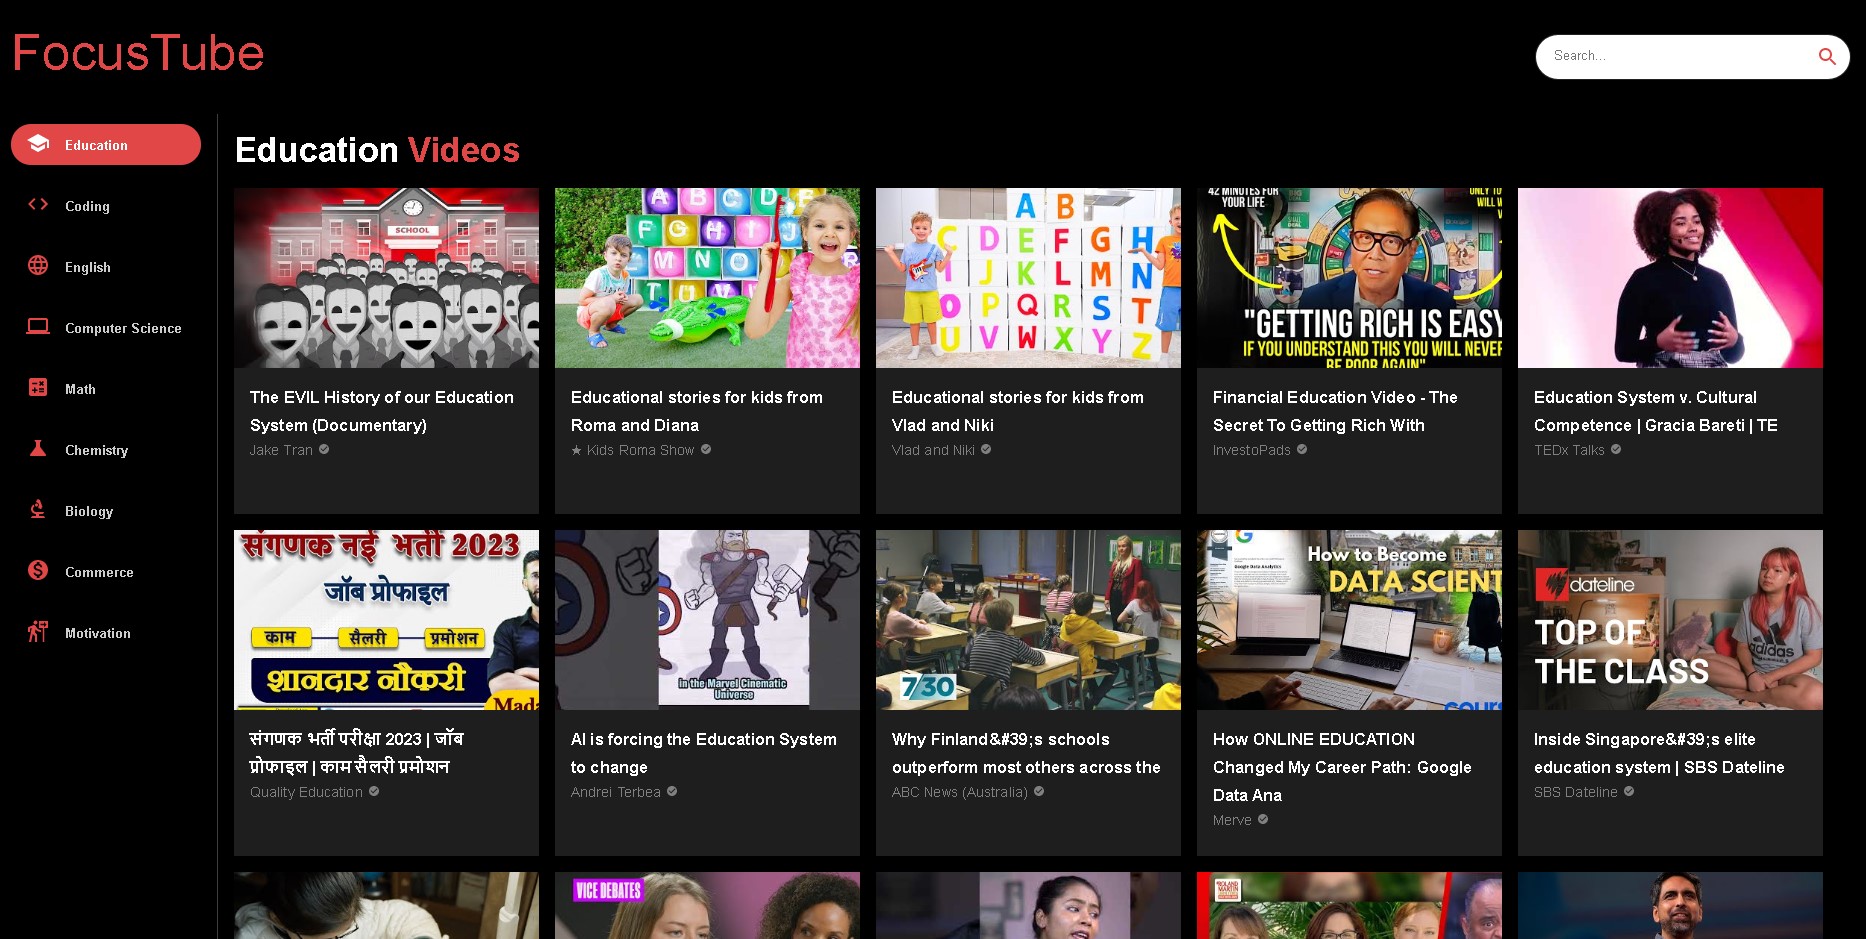 FocusTube
Search...
Education
Coding
English
Computer Science
Math
Chemistry
Biology
Commerce
Motivation
Education Videos
SCHOOL
A B C D E
F G H I J
M N O
T U V
A B
C D E F G H
I J K L M N
O P Q R S T
U V W X Y Z
42 MINUTES FOR
YOUR LIFE
ONLY TO
WILL W
"GETTING RICH IS EASY
IF YOU UNDERSTAND THIS YOU WILL NEVER
BE POOR AGAIN"
The EVIL History of our Education
System (Documentary)
Jake Tran
Educational stories for kids from
Roma and Diana
★ Kids Roma Show
Educational stories for kids from
Vlad and Niki
Vlad and Niki
Financial Education Video - The
Secret To Getting Rich With
InvestoPads
Education System v. Cultural
Competence | Gracia Bareti | TE
TEDx Talks
संगणक नई भर्ती 2023
जॉब प्रोफाइल
काम सैलरी प्रमोशन
शानदार नौकरी
Mada
in the Marvel Cinematic
Universe
7.30
Google Data Analytics
How to Become
DATA SCIENT
cours
dateline
TOP OF
THE CLASS
adidas
संगणक भर्ती परीक्षा 2023 | जॉब
प्रोफाइल | काम सैलरी प्रमोशन
Quality Education
AI is forcing the Education System
to change
Andrei Terbea
Why Finland&#39;s schools
outperform most others across the
ABC News (Australia)
How ONLINE EDUCATION
Changed My Career Path: Google
Data Ana
Merve
Inside Singapore&#39;s elite
education system | SBS Dateline
SBS Dateline
VICE DEBATES
ROLAND
MARTIN